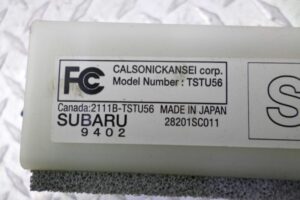 FC CALSONICKANSEI corp.
Model Number : TSTU56
Canada:2111B-TSTU56 MADE IN JAPAN
SUBARU 28201SC011
9402
S